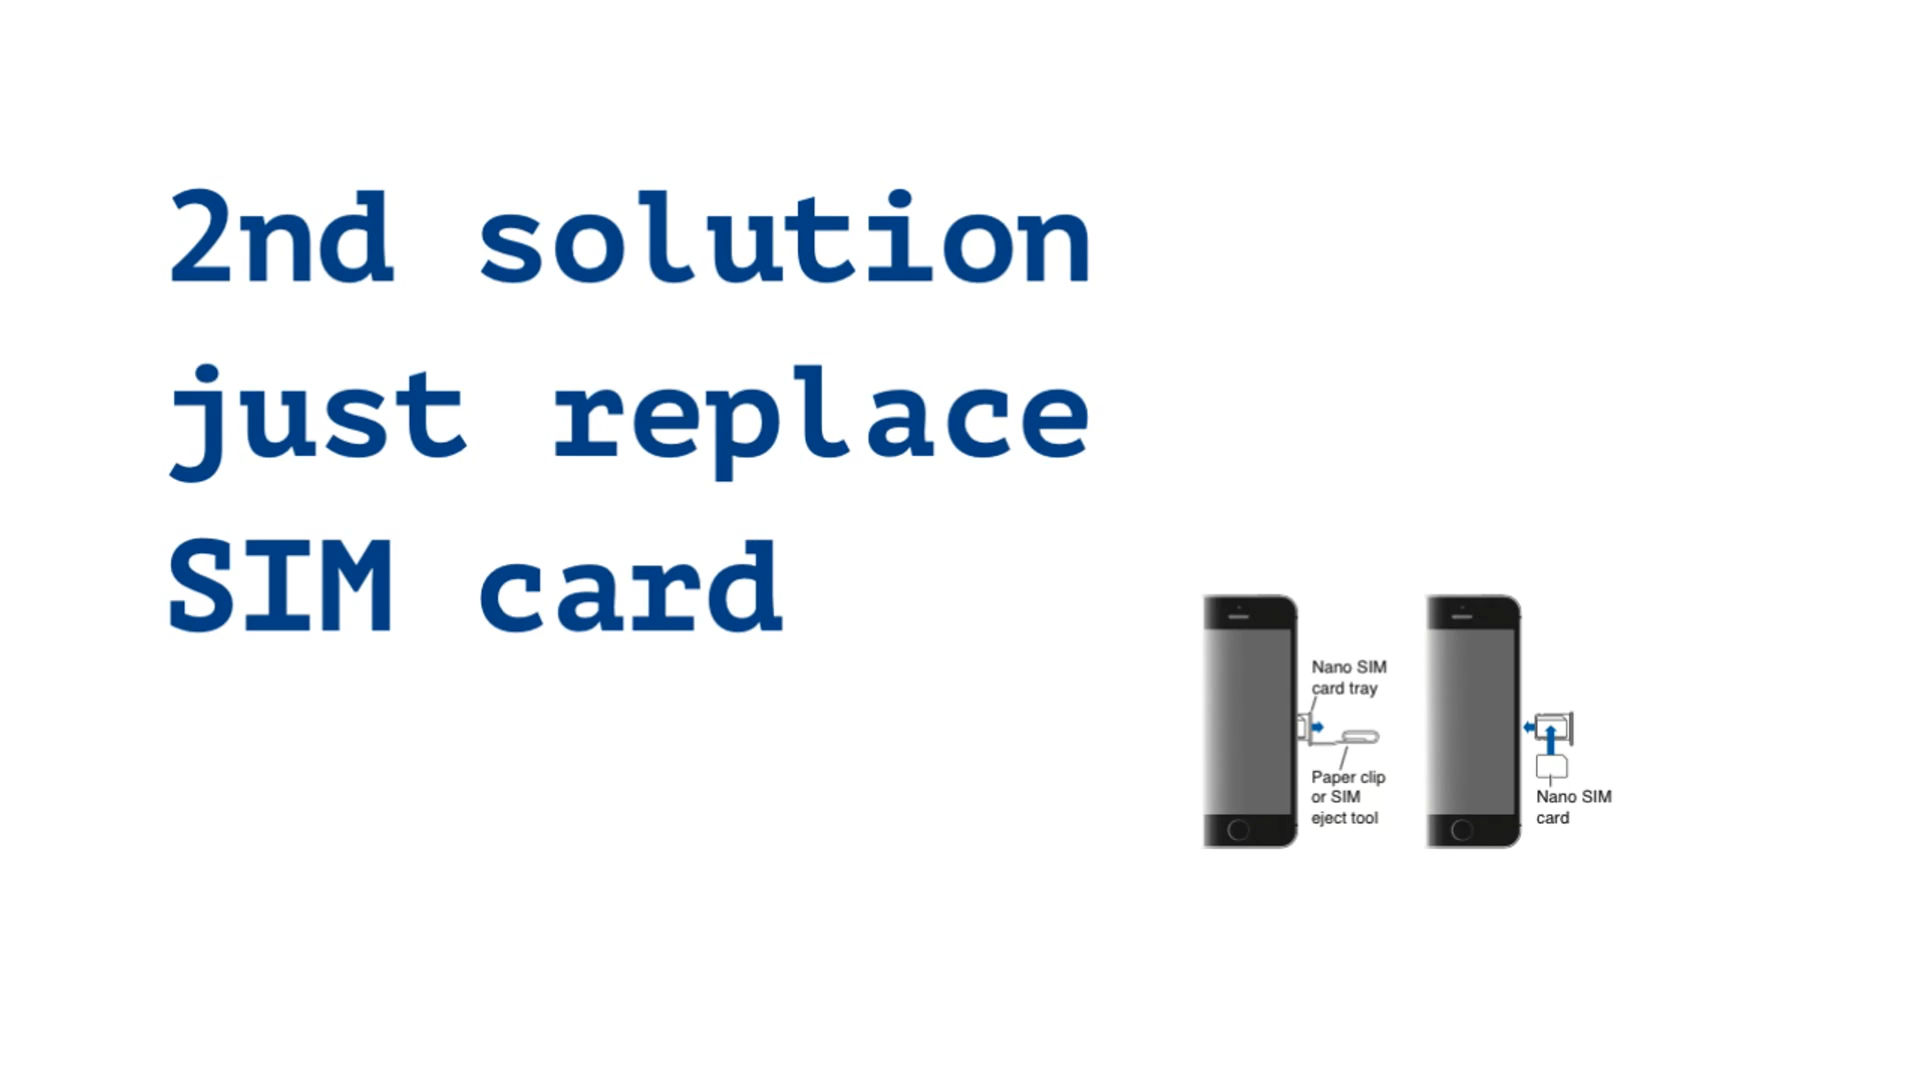 2nd solution
just replace
SIM card
Nano SIM
card tray
Paper clip
or SIM
eject tool
Nano SIM
card